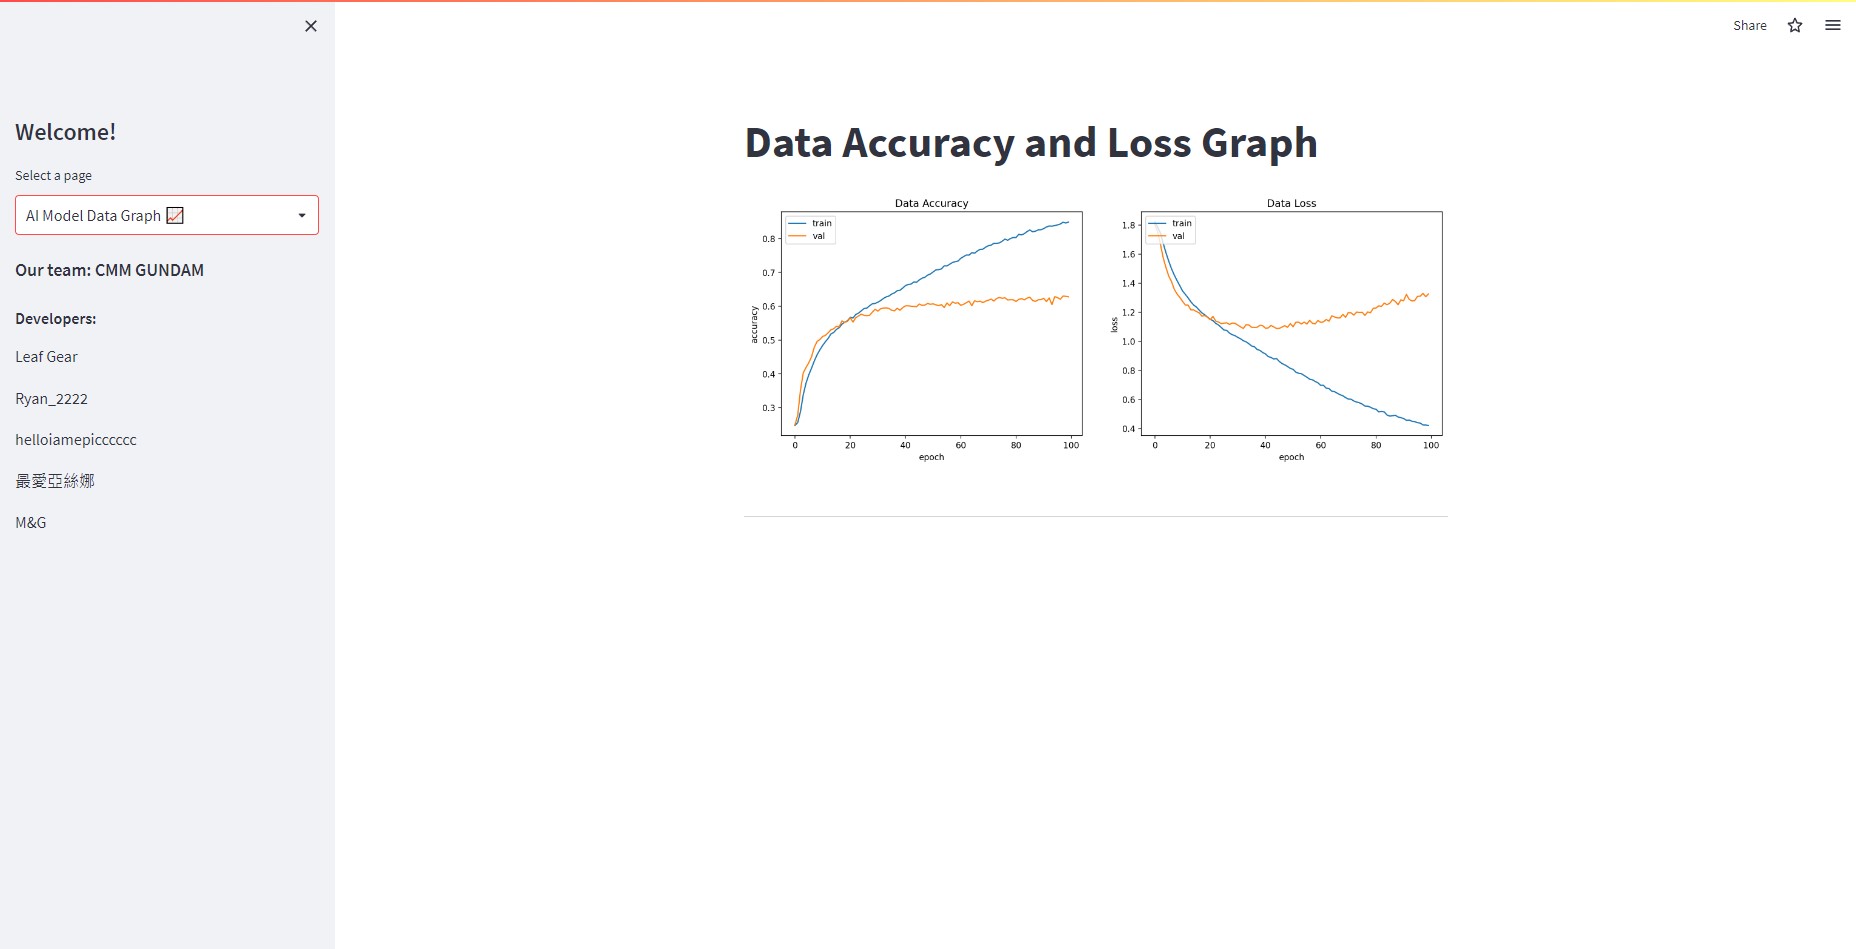 Share
Welcome!
Select a page
AI Model Data Graph 📈
Our team: CMM GUNDAM
Developers:
Leaf Gear
Ryan_2222
helloiamepicccccc
最愛亞絲娜
M&G
Data Accuracy and Loss Graph
Data Accuracy
train
val
0.8
0.7
0.6
0.5
0.4
0.3
accuracy
0 20 40 60 80 100
epoch
Data Loss
train
val
1.8
1.6
1.4
1.2
1.0
0.8
0.6
0.4
loss
0 20 40 60 80 100
epoch